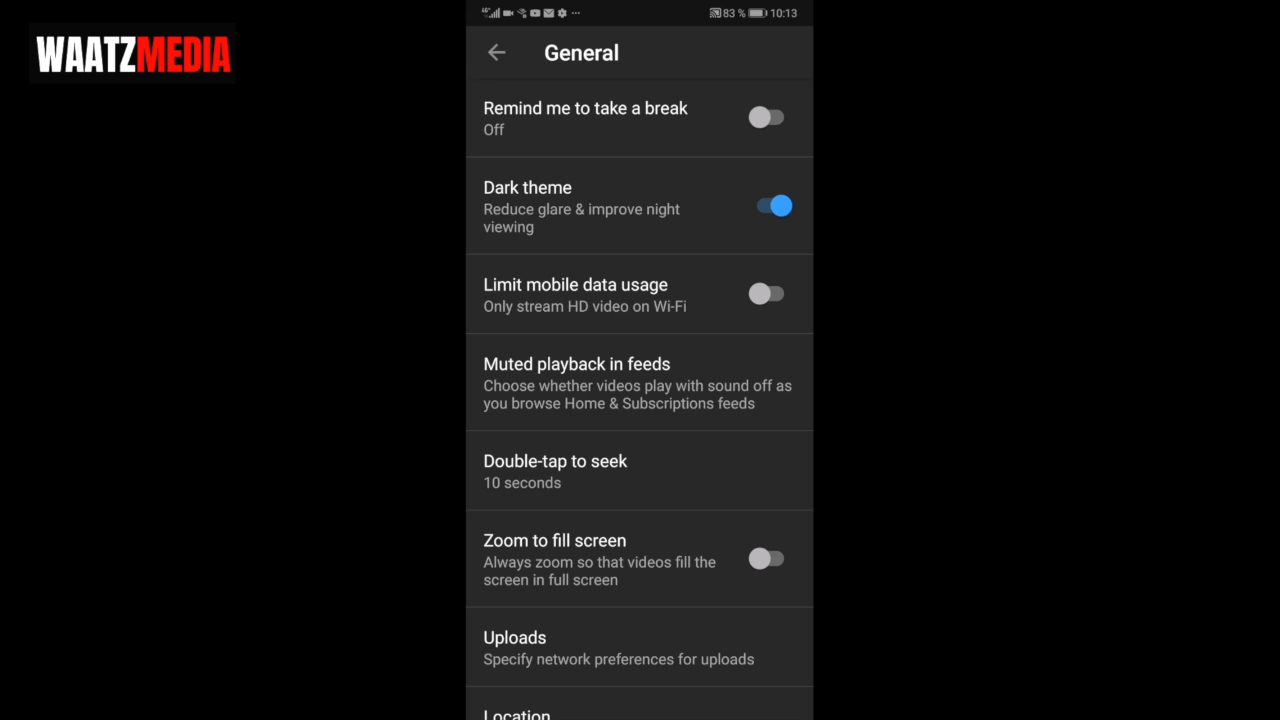 WAATZMEDIA
83 % 10:13
General
Remind me to take a break
Off
Dark theme
Reduce glare & improve night
viewing
Limit mobile data usage
Only stream HD video on Wi-Fi
Muted playback in feeds
Choose whether videos play with sound off as
you browse Home & Subscriptions feeds
Double-tap to seek
10 seconds
Zoom to fill screen
Always zoom so that videos fill the
screen in full screen
Uploads
Specify network preferences for uploads
Location